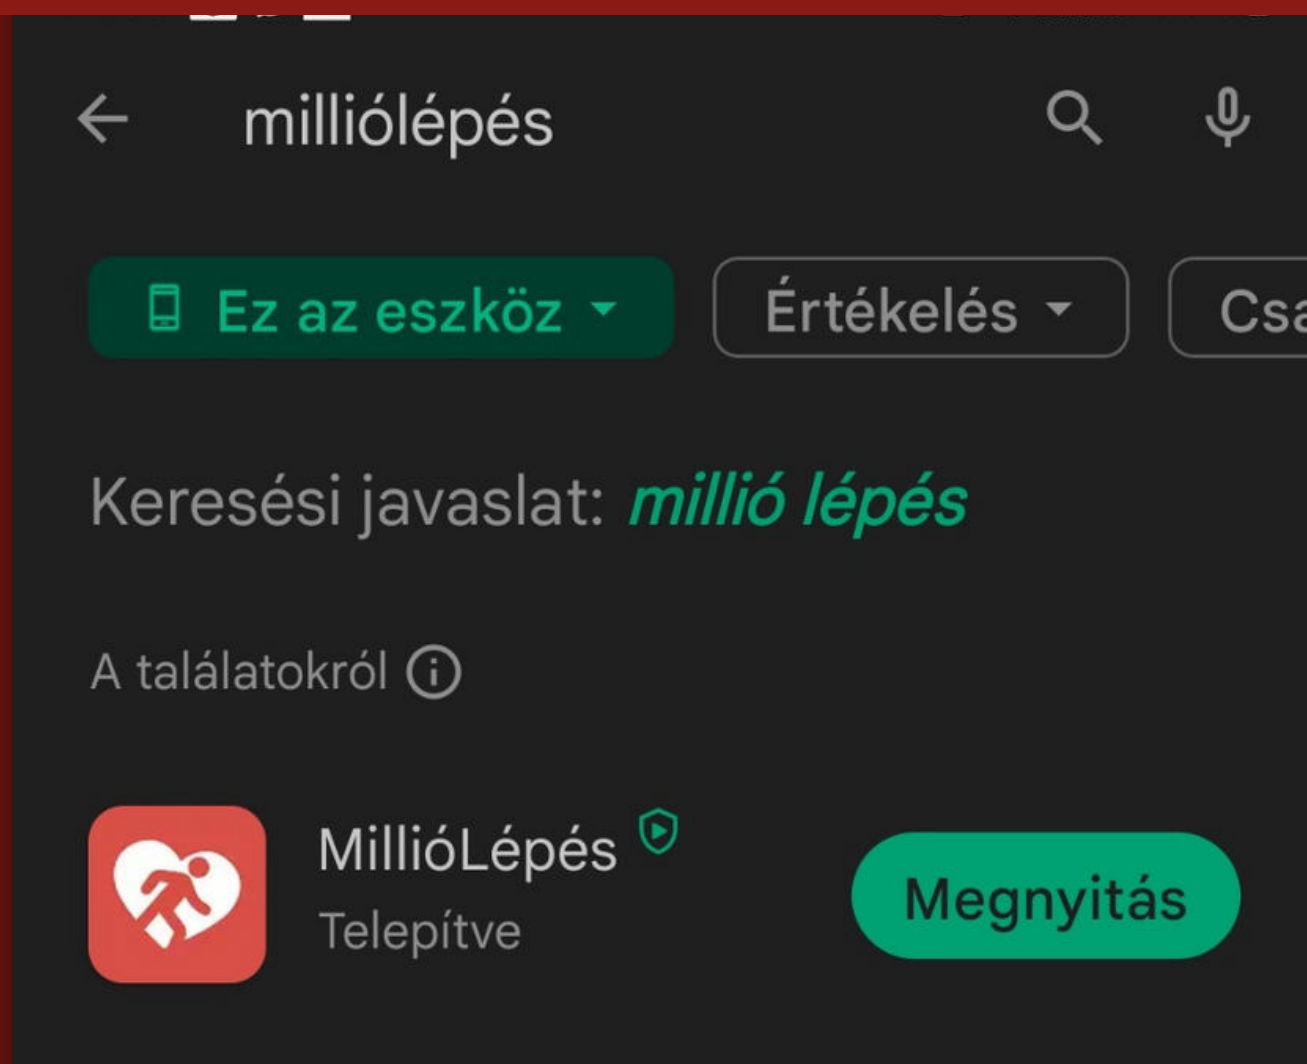 milliólépés
Ez az eszköz
Értékelés
Keresési javaslat: millió lépés
A találatokról
MillióLépés
Telepítve
Megnyitás